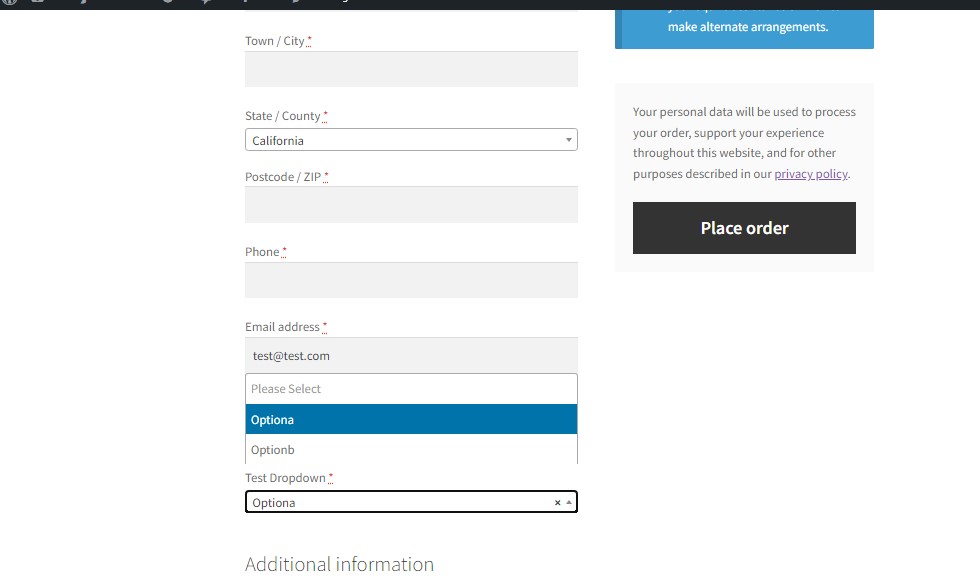 Town / City *
State / County *
California
Postcode / ZIP *
Phone *
Email address *
test@test.com
Please Select
Optiona
Optionb
Test Dropdown *
Optiona
×
Additional information
make alternate arrangements.
Your personal data will be used to process
your order, support your experience
throughout this website, and for other
purposes described in our privacy policy.
Place order